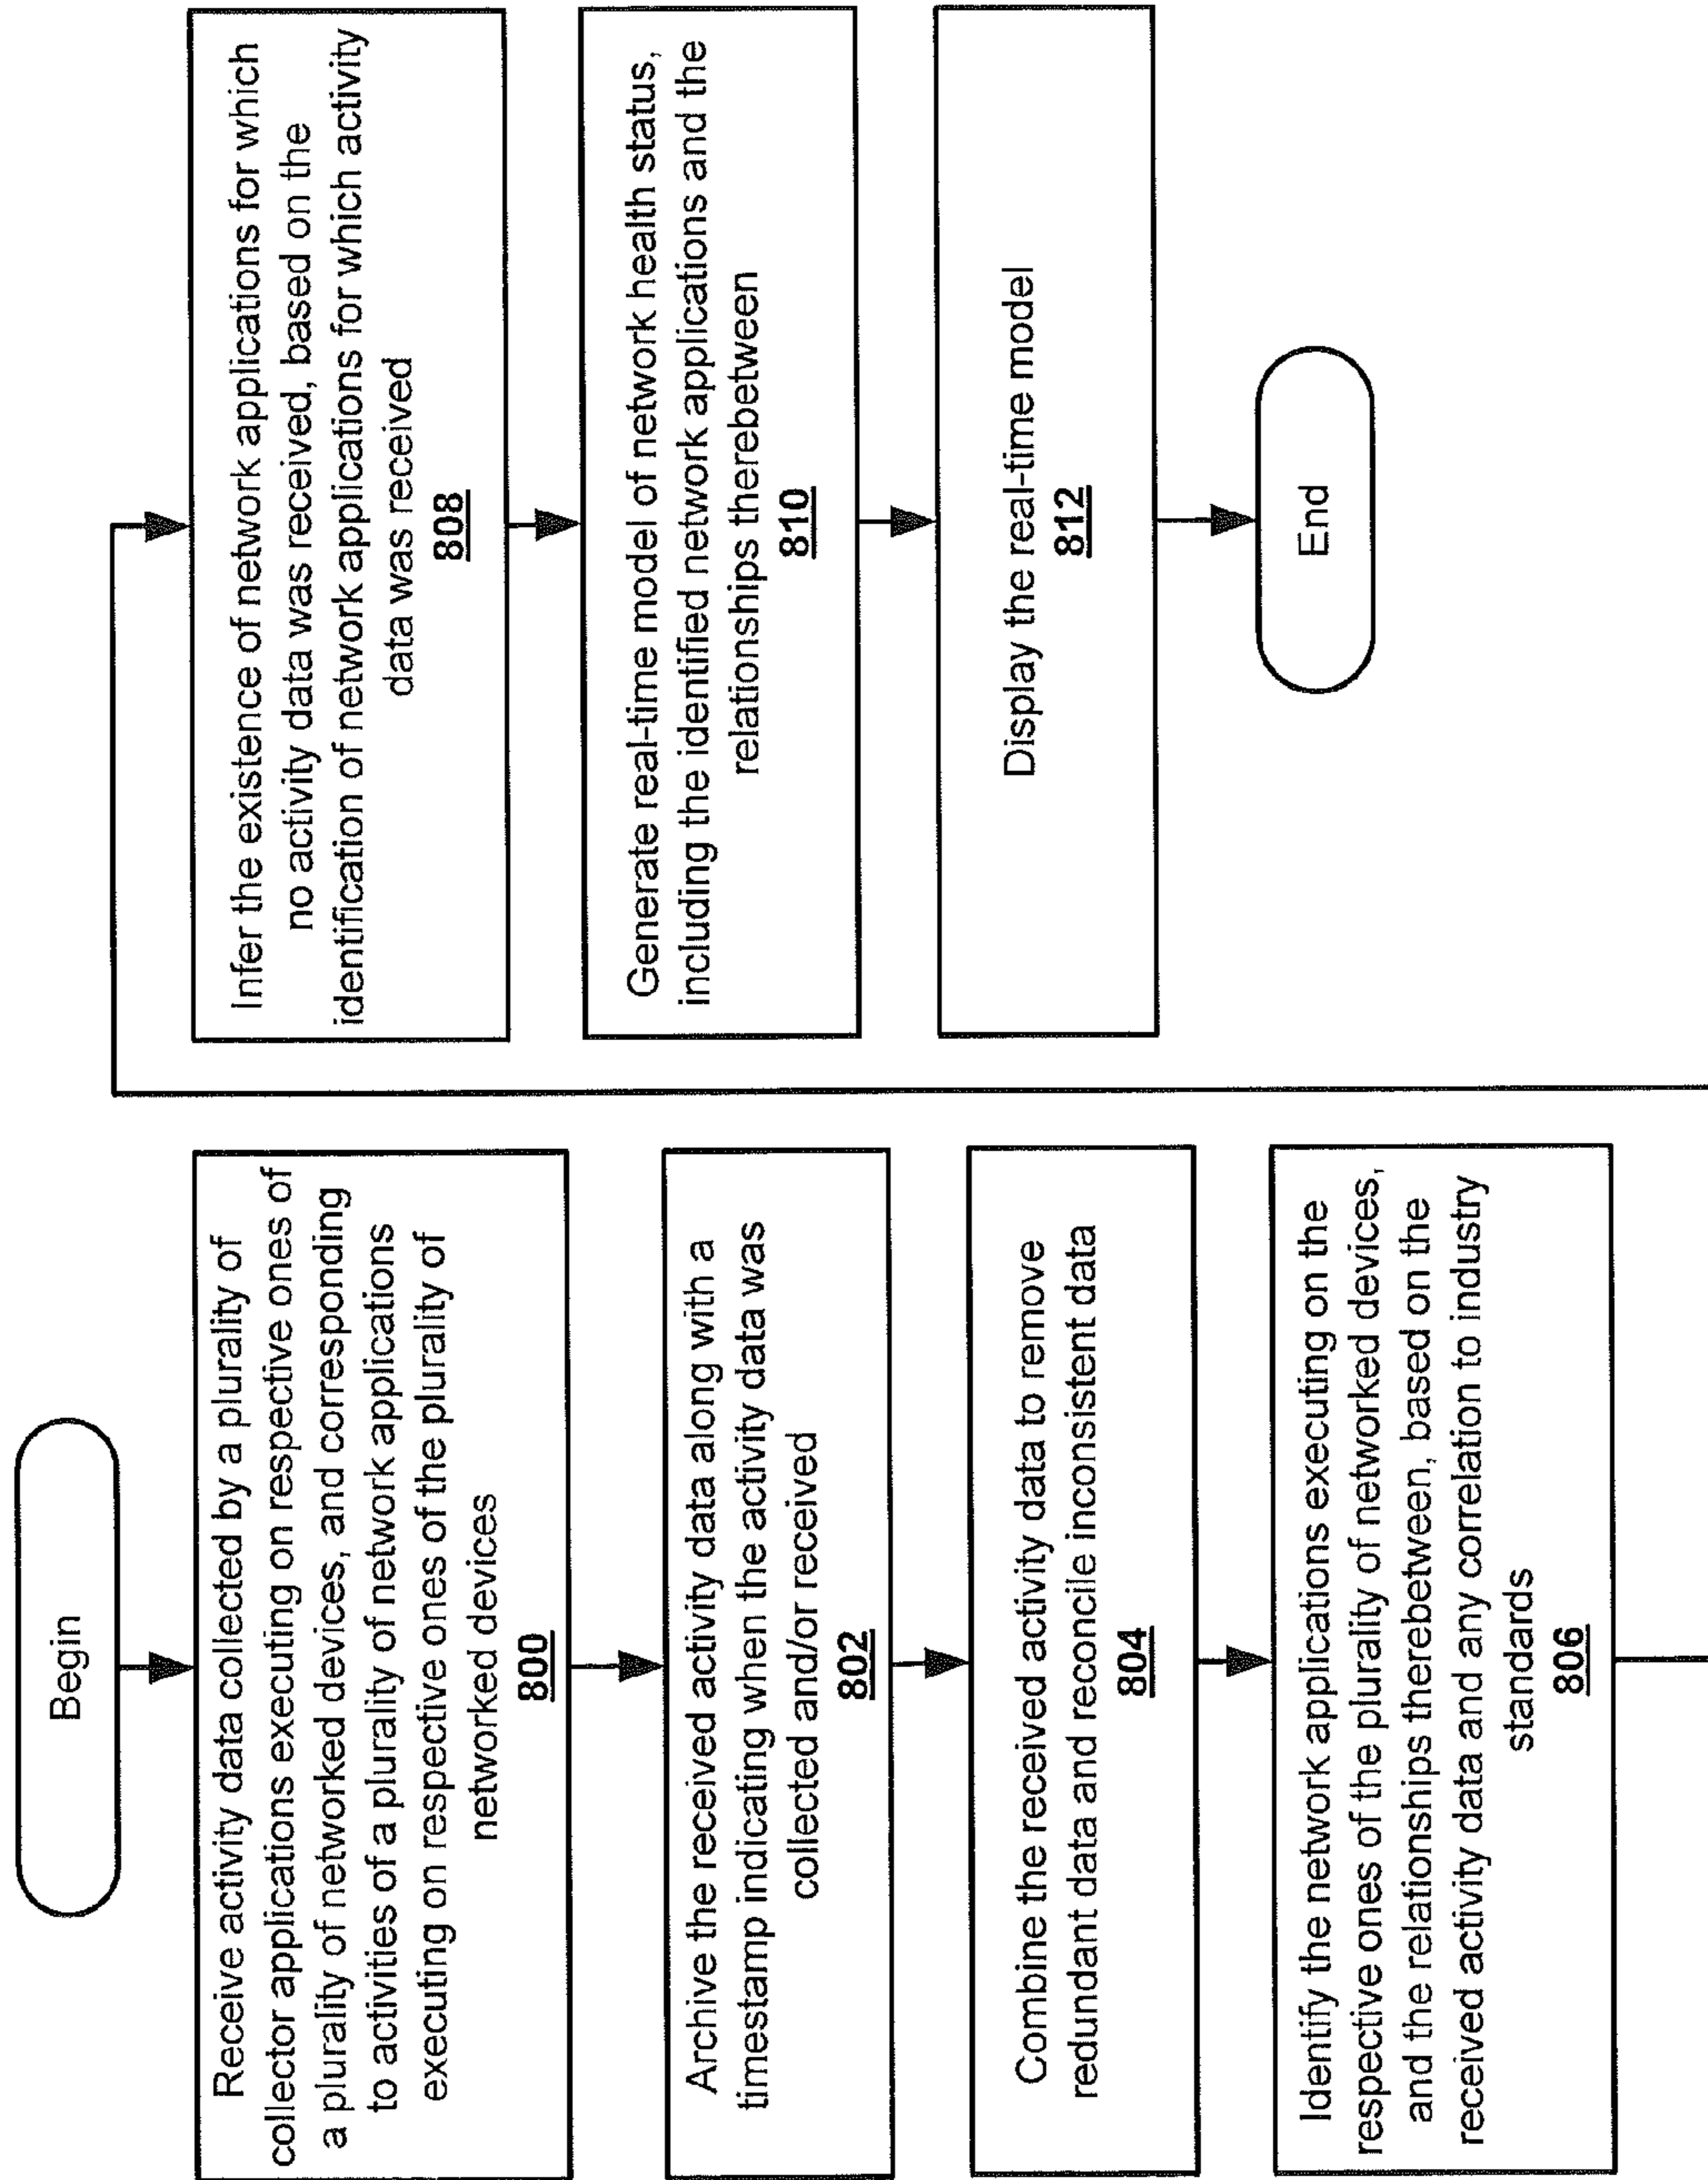 Begin
Receive activity data collected by a plurality of
collector applications executing on respective ones of
a plurality of networked devices, and corresponding
to activities of a plurality of network applications
executing on respective ones of the plurality of
networked devices
800
Archive the received activity data along with a
timestamp indicating when the activity data was
collected and/or received
802
Combine the received activity data to remove
redundant data and reconcile inconsistent data
804
Identify the network applications executing on the
respective ones of the plurality of networked devices,
and the relationships therebetween, based on the
received activity data and any correlation to industry
standards
806
Infer the existence of network applications for which
no activity data was received, based on the
identification of network applications for which activity
data was received
808
Generate real-time model of network health status,
including the identified network applications and the
relationships therebetween
810
Display the real-time model
812
End